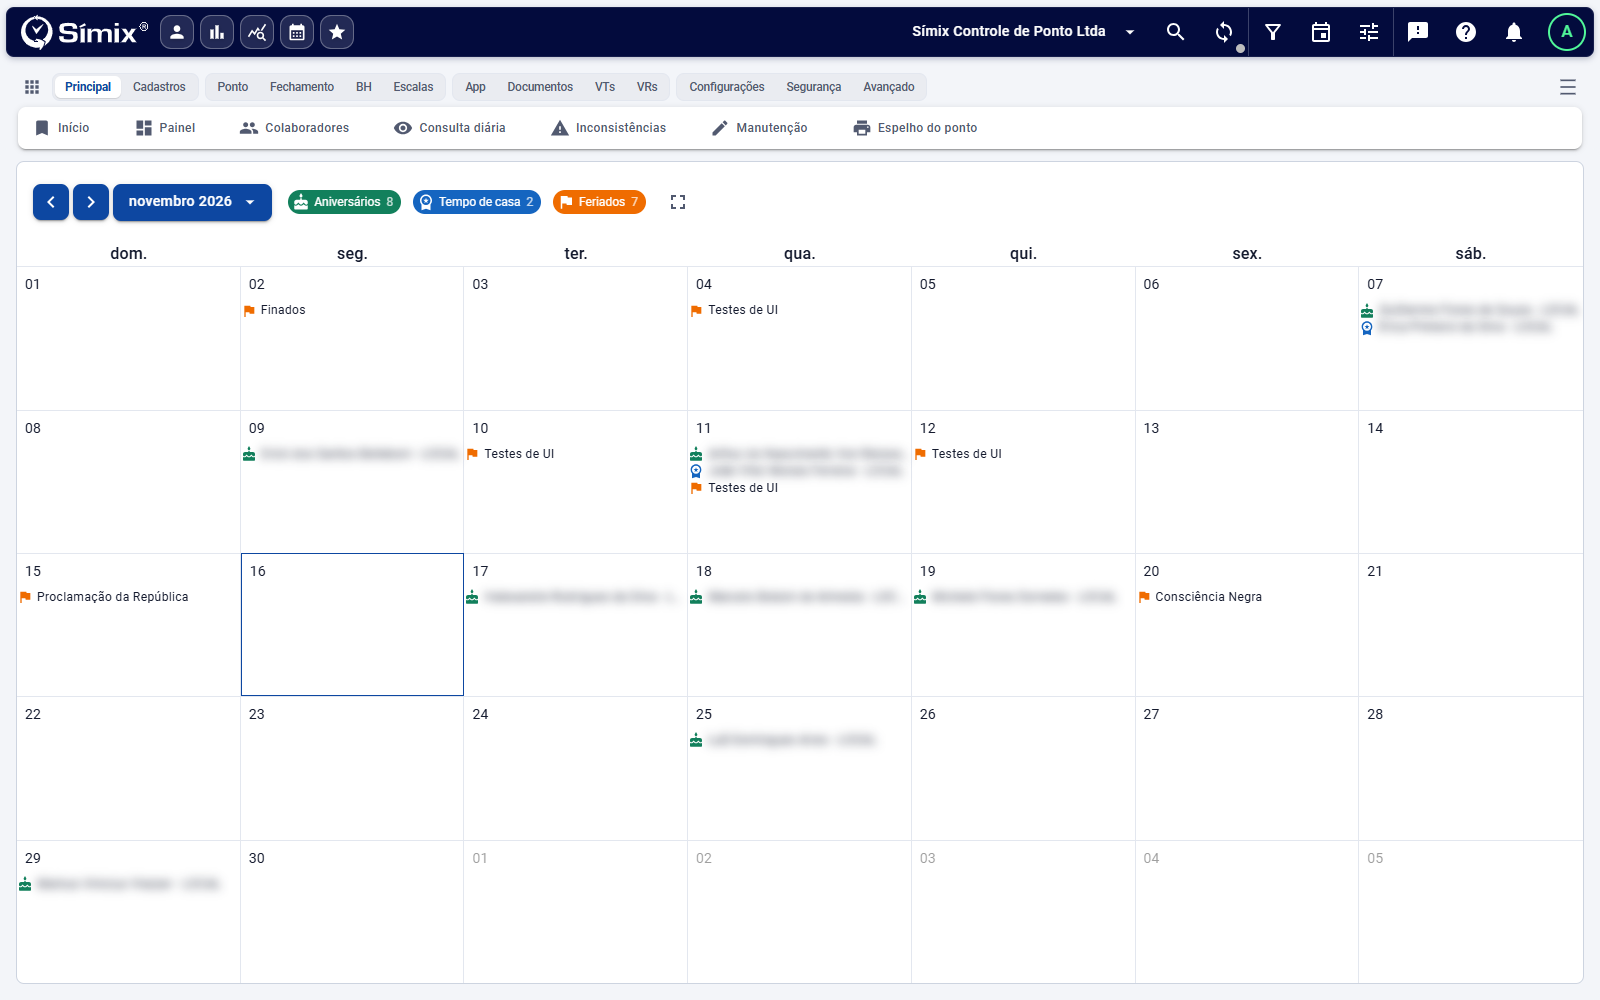 Símix®
Símix Controle de Ponto Ltda
A
Principal Cadastros Ponto Fechamento BH Escalas App Documentos VTs VRs Configurações Segurança Avançado
Início Painel Colaboradores Consulta diária Inconsistências Manutenção Espelho do ponto
novembro 2026 Aniversários 8 Tempo de casa 2 Feriados 7
dom. seg. ter. qua. qui. sex. sáb.
01 02 03 04 05 06 07
Finados Testes de UI
08 09 10 11 12 13 14
Testes de UI Testes de UI
Testes de UI
15 16 17 18 19 20 21
Proclamação da República Consciência Negra
22 23 24 25 26 27 28
29 30 01 02 03 04 05